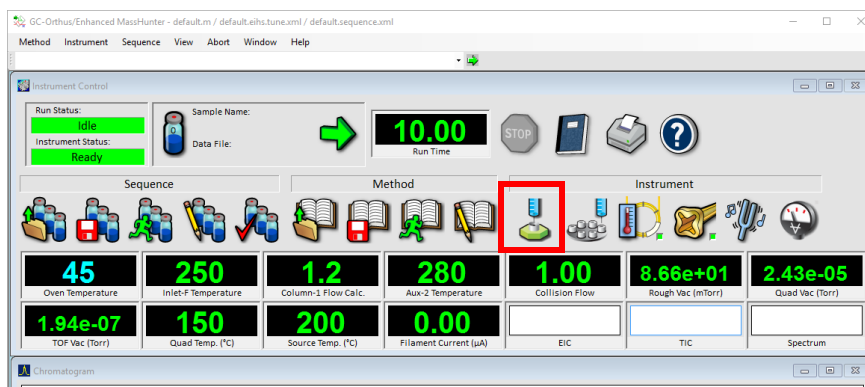 GC-Orthus/Enhanced MassHunter - default.m / default.eihs.tune.xml / default.sequence.xml
Method Instrument Sequence View Abort Window Help
Instrument Control
Run Status:
Idle
Instrument Status:
Ready
Sample Name:
Data File:
10.00
Run Time
STOP
Sequence Method Instrument
45 250 1.2 280 1.00 8.66e+01 2.43e-05
Oven Temperature Inlet-F Temperature Column-1 Flow Calc. Aux-2 Temperature Collision Flow Rough Vac (mTorr) Quad Vac (Torr)
1.94e-07 150 200 0.00
TOF Vac (Torr) Quad Temp. (°C) Source Temp. (°C) Filament Current (µA) EIC TIC Spectrum
Chromatogram